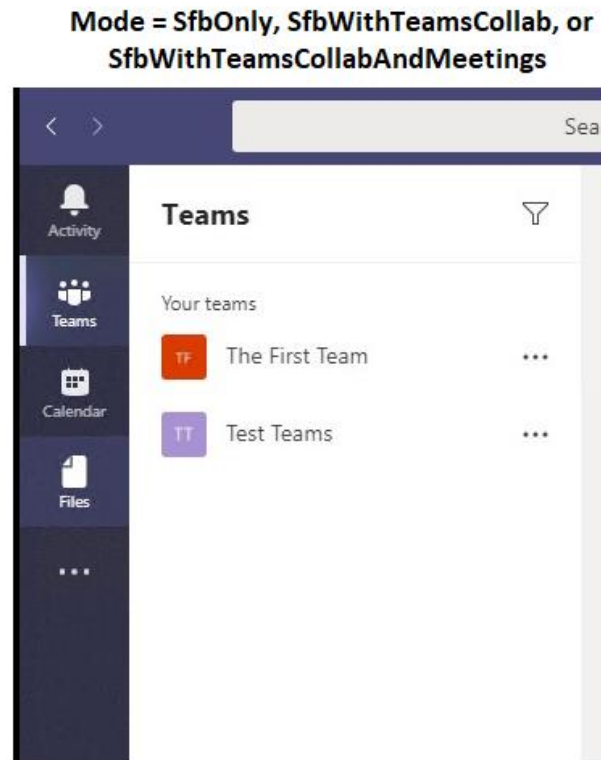 Mode = SfbOnly, SfbWithTeamsCollab, or
SfbWithTeamsCollabAndMeetings
Sea
Activity
Teams
Calendar
Files
Teams
Your teams
TF The First Team
TT Test Teams